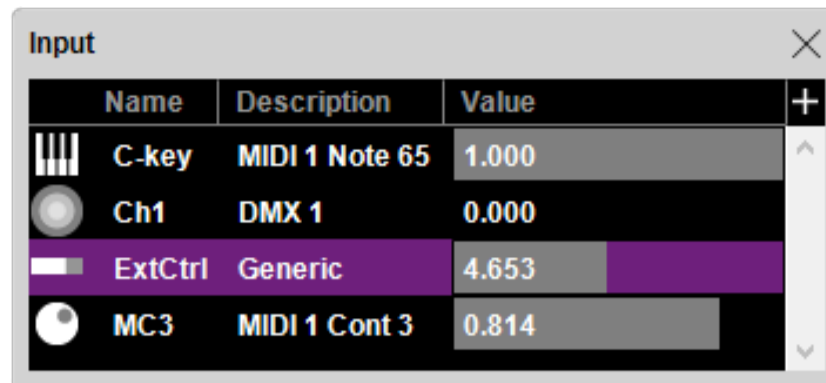 Input
Name Description Value
C-key MIDI 1 Note 65 1.000
Ch1 DMX 1 0.000
ExtCtrl Generic 4.653
MC3 MIDI 1 Cont 3 0.814